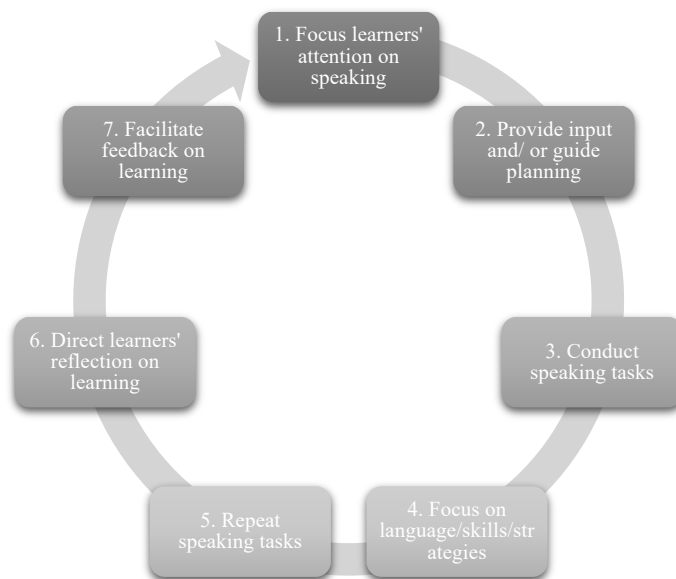 1. Focus learners'
attention on
speaking
2. Provide input
and/ or guide
planning
3. Conduct
speaking tasks
4. Focus on
language/skills/str
ategies
5. Repeat
speaking tasks
6. Direct learners'
reflection on
learning
7. Facilitate
feedback on
learning